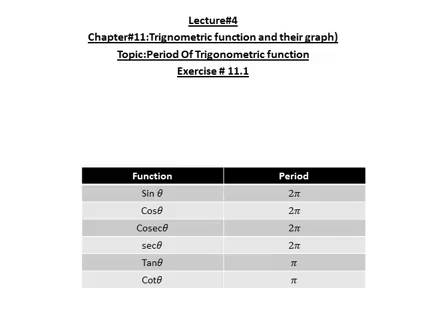 Lecture#4
Chapter#11:Trignometric function and their graph)
Topic:Period Of Trigonometric function
Exercise # 11.1
Function Period
Sin θ 2π
Cosθ 2π
Cosecθ 2π
secθ 2π
Tanθ π
Cotθ π